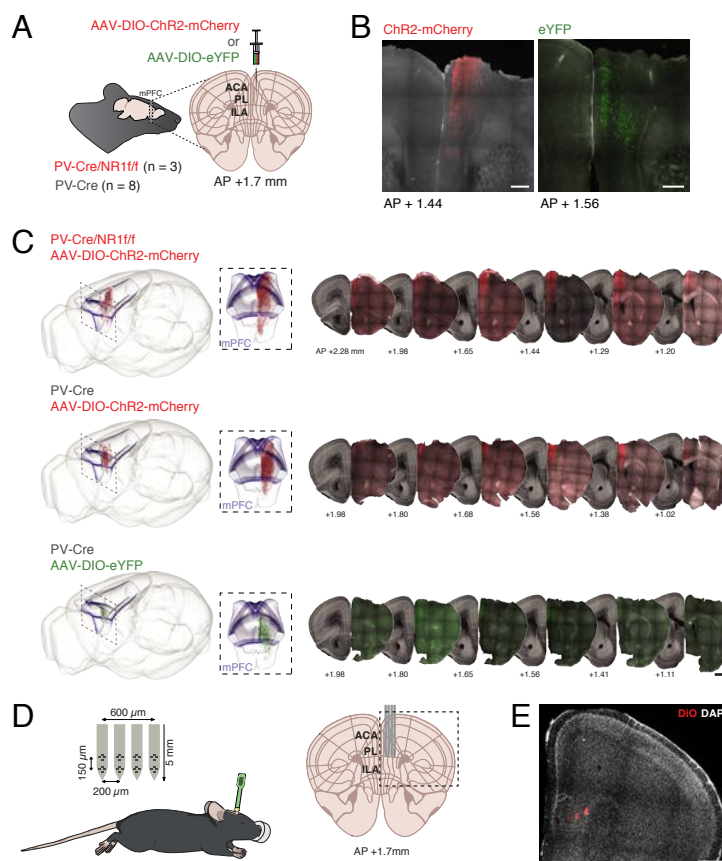 A
AAV-DIO-ChR2-mCherry
or
AAV-DIO-eYFP
mPFC
ACA
PL
ILA
PV-Cre/NR1f/f (n = 3)
PV-Cre (n = 8)
AP +1.7 mm
B
ChR2-mCherry
eYFP
AP + 1.44
AP + 1.56
C
PV-Cre/NR1f/f
AAV-DIO-ChR2-mCherry
mPFC
AP +2.28 mm
+1.98
+1.65
+1.44
+1.29
+1.20
PV-Cre
AAV-DIO-ChR2-mCherry
mPFC
+1.98
+1.80
+1.68
+1.56
+1.38
+1.02
PV-Cre
AAV-DIO-eYFP
mPFC
+1.98
+1.80
+1.65
+1.56
+1.41
+1.11
D
600 µm
150 µm
5 mm
200 µm
ACA
PL
ILA
AP +1.7mm
E
DiO DAP